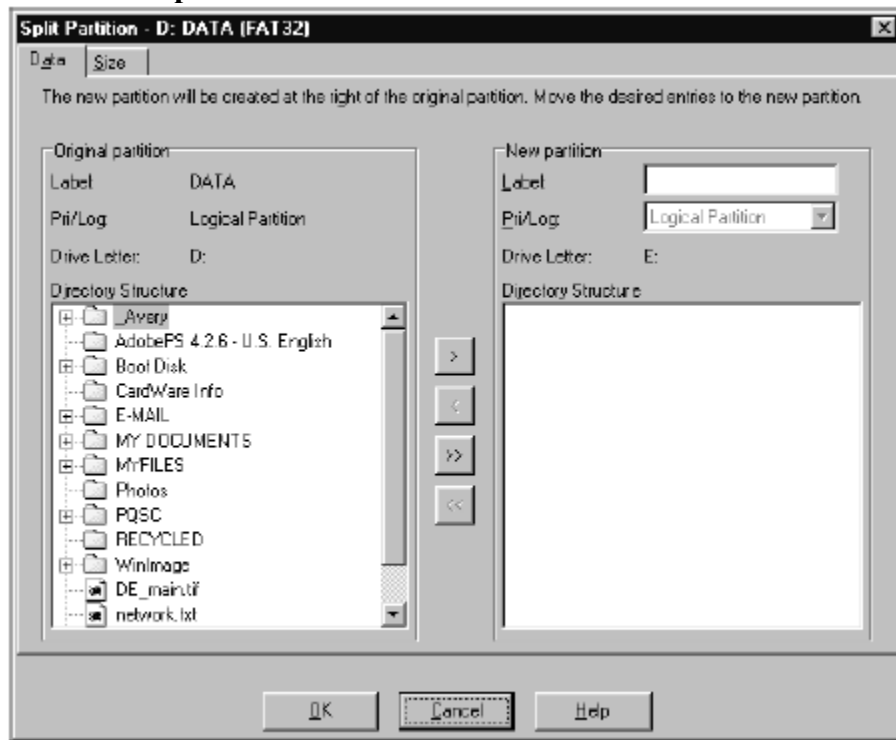 Split Partition - D: DATA (FAT32)
Data Size
The new partition will be created at the right of the original partition. Move the desired entries to the new partition.
Original partition
Label: DATA
Pri/Log: Logical Partition
Drive Letter: D:
Directory Structure
_Avery
AdobePS 4.2.6 - U.S. English
Boot Disk
CardWare Info
E-MAIL
MY DOCUMENTS
MYFILES
Photos
PQSC
RECYCLED
WinImage
DE_main.tif
network.txt
>
<
>>
<<
New partition
Label:
Pri/Log: Logical Partition
Drive Letter: E:
Directory Structure
OK Cancel Help